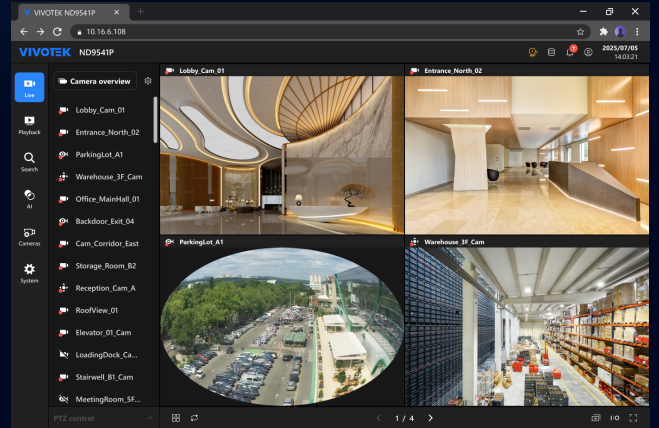 VIVOTEK ND9541P
10.16.6.108
VIVOTEK ND9541P
7
2025/07/05
14:03:21
Live
Playback
Search
AI
Cameras
System
Camera overview
Lobby_Cam_01
Entrance_North_02
ParkingLot_A1
Warehouse_3F_Cam
Office_MainHall_01
Backdoor_Exit_04
Cam_Corridor_East
Storage_Room_B2
Reception_Cam_A
RoofView_01
Elevator_01_Cam
LoadingDock_Ca...
Stairwell_B1_Cam
MeetingRoom_5F...
PTZ control
Lobby_Cam_01
Entrance_North_02
ParkingLot_A1
Warehouse_3F_Cam
1 / 4
I/O